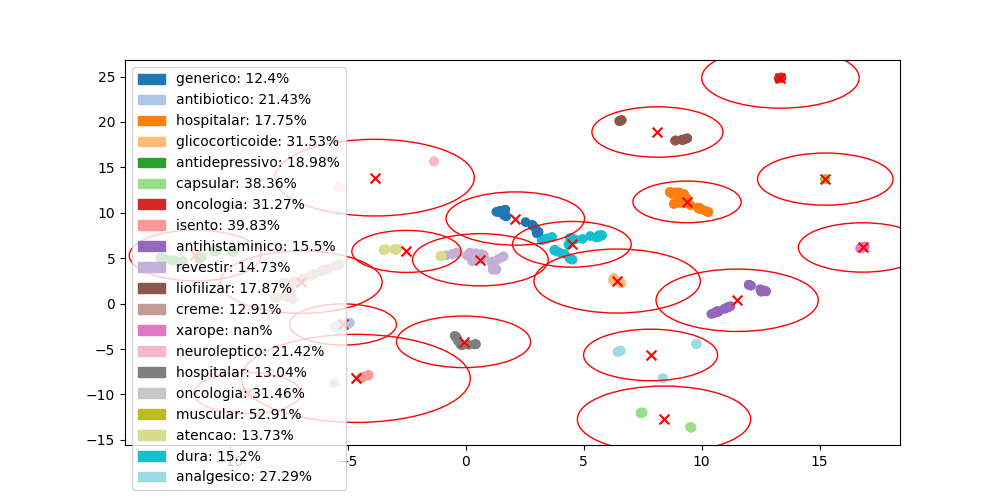 25
20
15
10
5
0
−5
−10
−15
generico: 12.4%
antibiotico: 21.43%
hospitalar: 17.75%
glicocorticoide: 31.53%
antidepressivo: 18.98%
capsular: 38.36%
oncologia: 31.27%
isento: 39.83%
antihistminico: 15.5%
revestir: 14.73%
liofilizar: 17.87%
creme: 12.91%
xarope: nan%
neuroleptico: 21.42%
hospitalar: 13.04%
oncologia: 31.46%
muscular: 52.91%
atencao: 13.73%
dura: 15.2%
analgesico: 27.29%
−10 −5 0 5 10 15